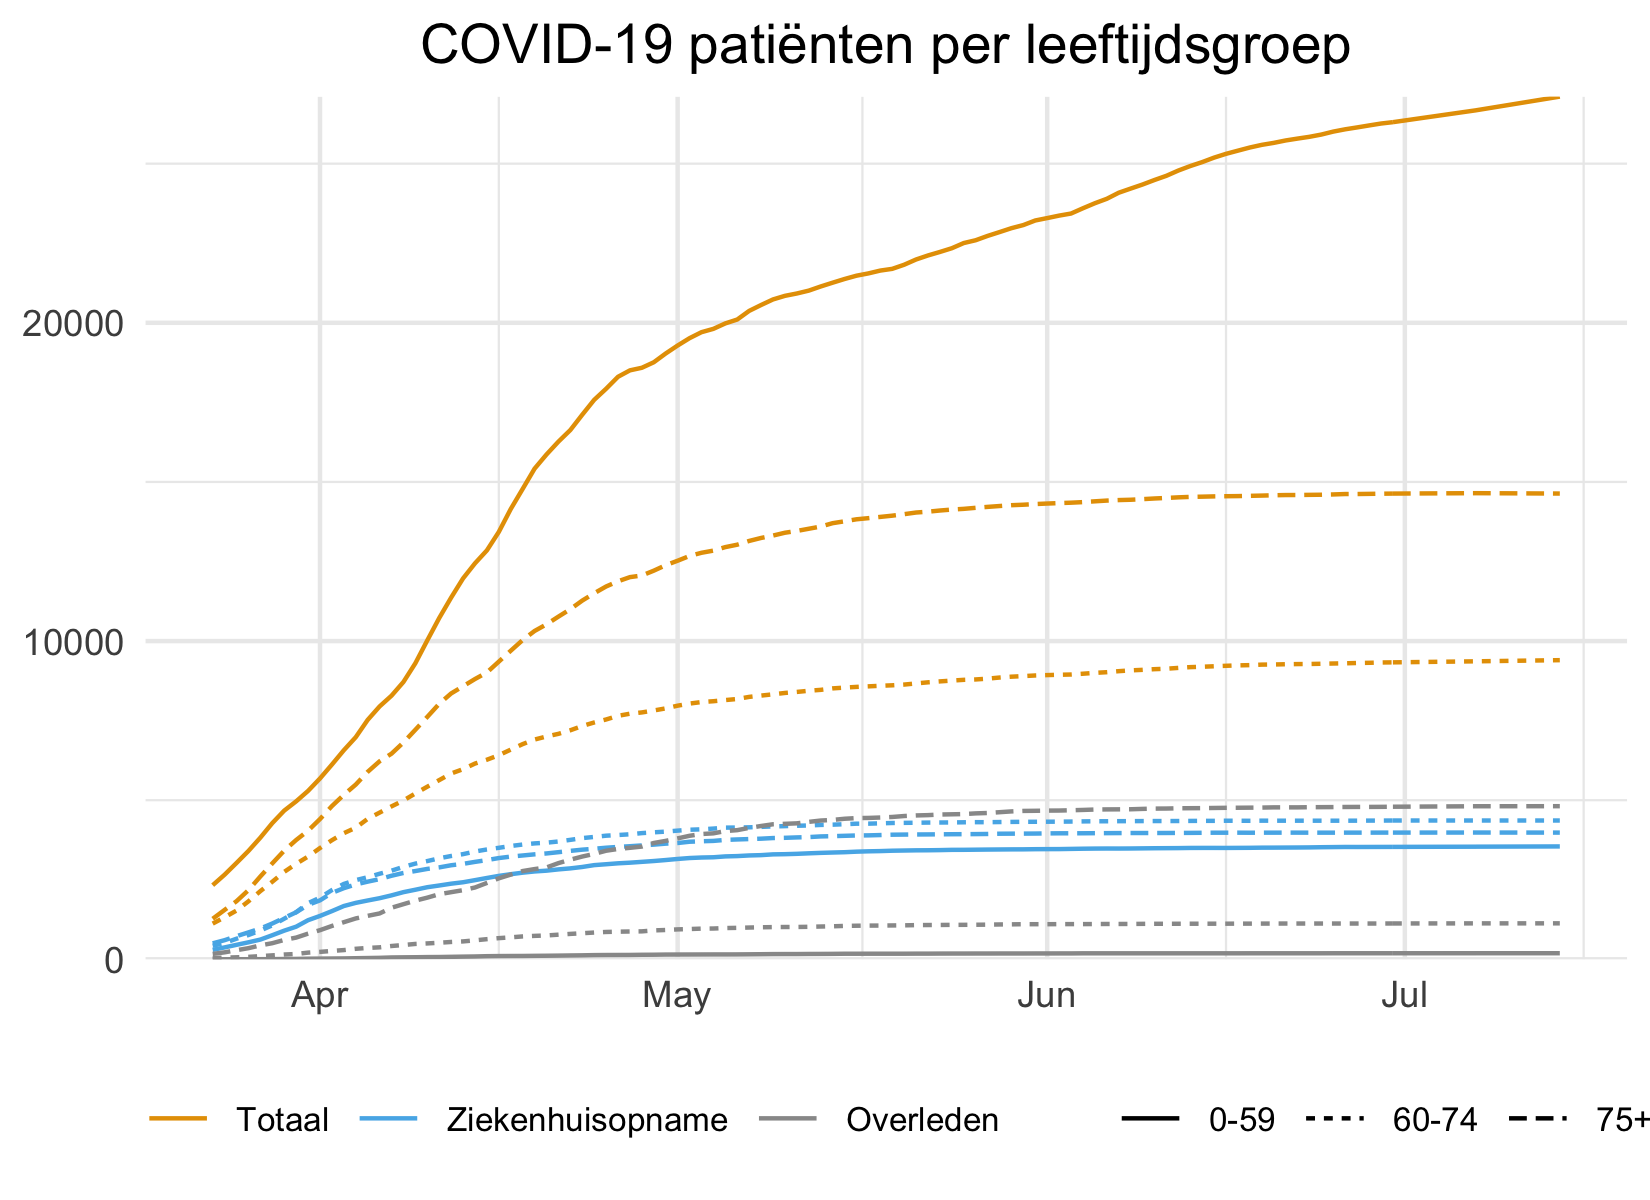 COVID-19 patiënten per leeftijdsgroep
20000
10000
0
Apr May Jun Jul
Totaal Ziekenhuisopname Overleden 0-59 60-74 75+